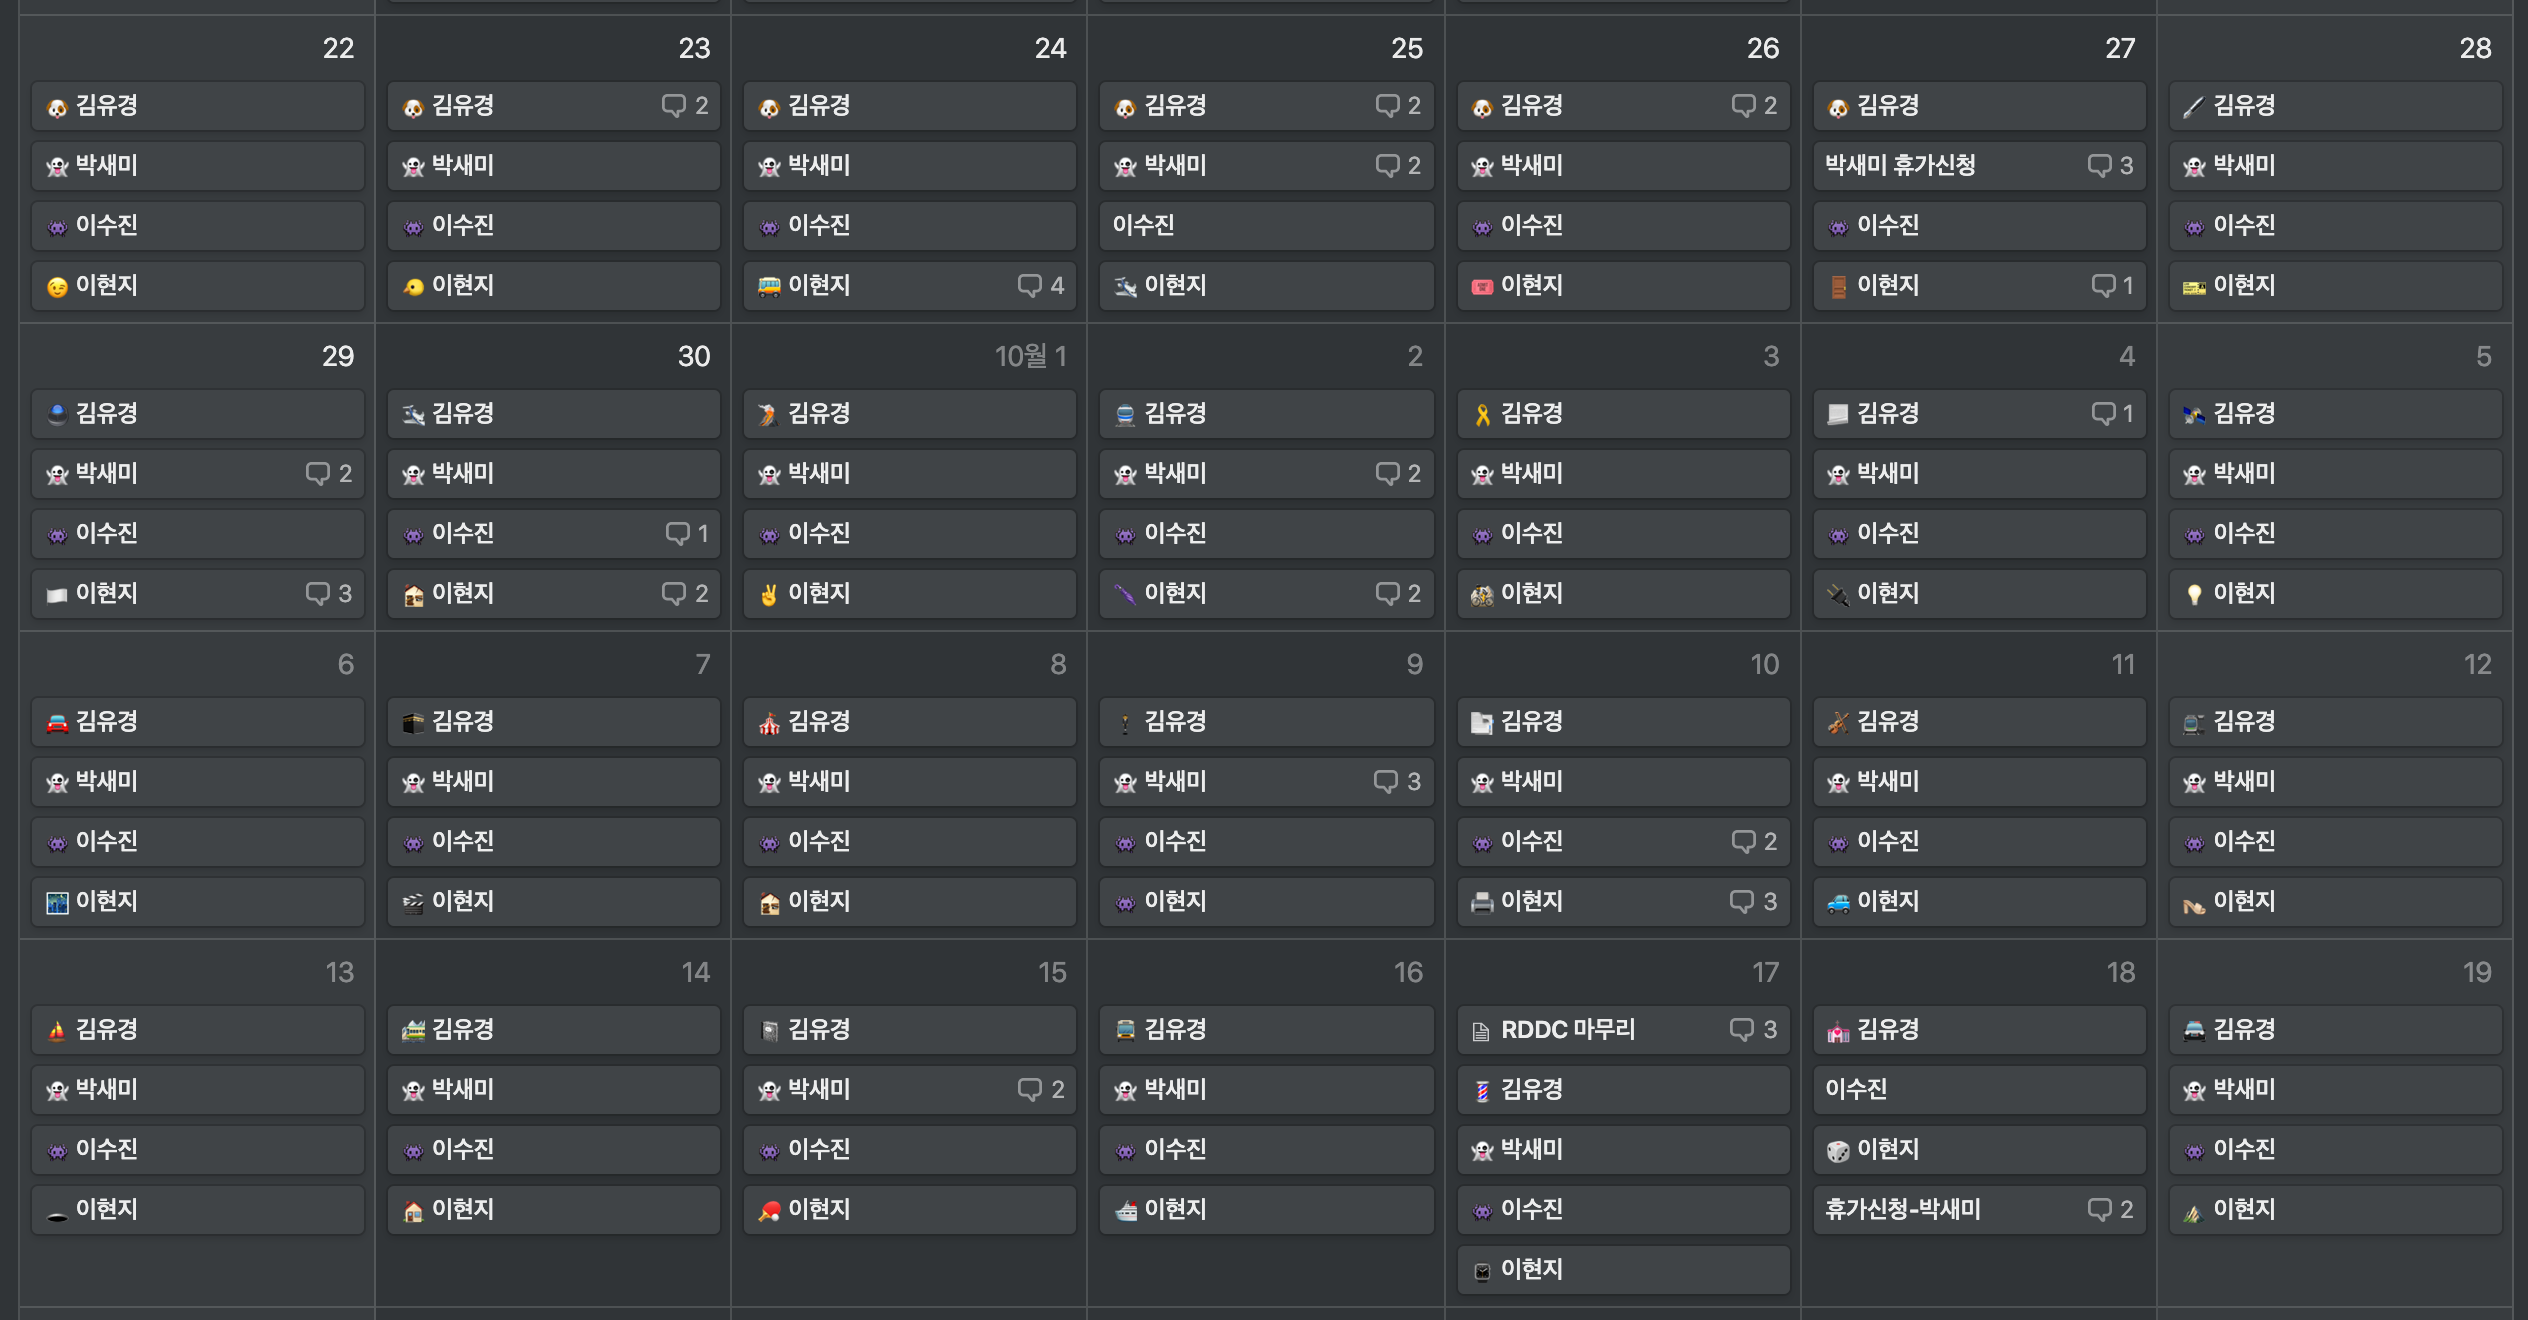 22
김유경
박새미
이수진
이현지
23
김유경 2
박새미
이수진
이현지
24
김유경
박새미
이수진
이현지 4
25
김유경 2
박새미 2
이수진
이현지
26
김유경 2
박새미
이수진
이현지
27
김유경
박새미 휴가신청 3
이수진
이현지 1
28
김유경
박새미
이수진
이현지
29
김유경
박새미 2
이수진
이현지 3
30
김유경
박새미
이수진 1
이현지 2
10월 1
김유경
박새미
이수진
이현지
2
김유경
박새미 2
이수진
이현지 2
3
김유경
박새미
이수진
이현지
4
김유경 1
박새미
이수진
이현지
5
김유경
박새미
이수진
이현지
6
김유경
박새미
이수진
이현지
7
김유경
박새미
이수진
이현지
8
김유경
박새미
이수진
이현지
9
김유경
박새미 3
이수진
이현지
10
김유경
박새미
이수진 2
이현지 3
11
김유경
박새미
이수진
이현지
12
김유경
박새미
이수진
이현지
13
김유경
박새미
이수진
이현지
14
김유경
박새미
이수진
이현지
15
김유경
박새미 2
이수진
이현지
16
김유경
박새미
이수진
이현지
17
RDDC 마무리 3
김유경
박새미
이수진
이현지
18
김유경
이수진
이현지
휴가신청-박새미 2
19
김유경
박새미
이수진
이현지